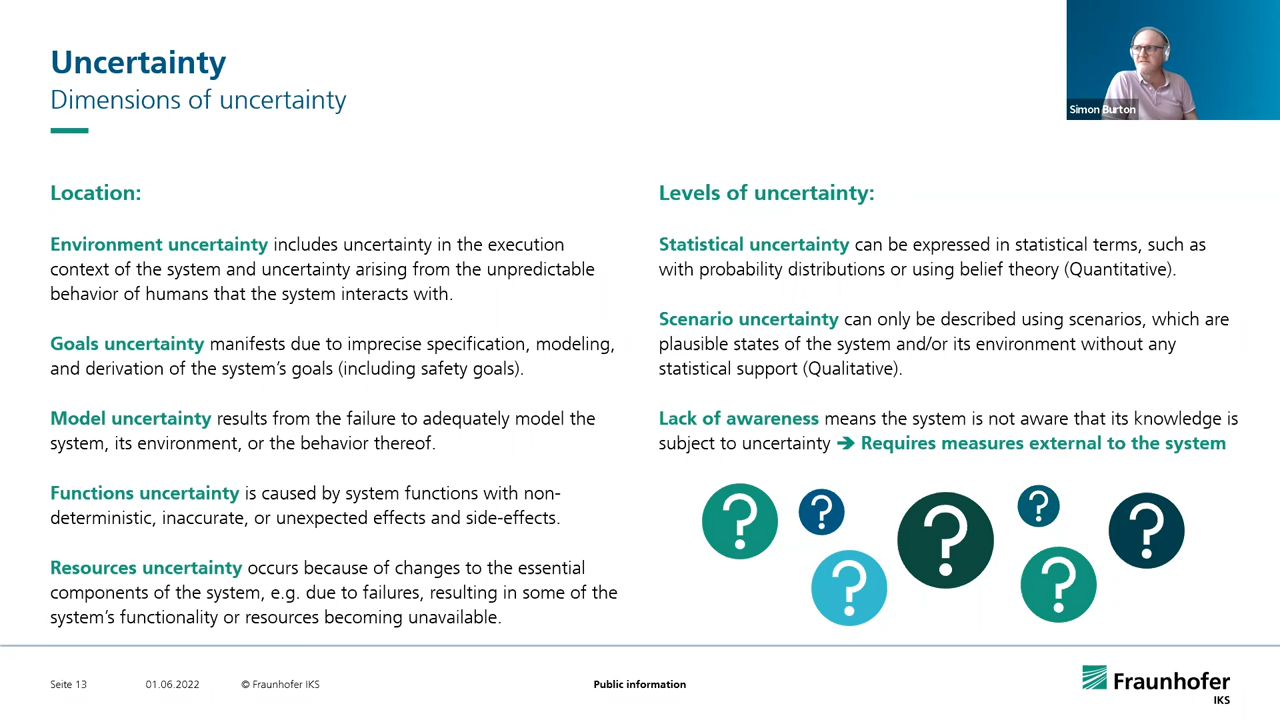 Uncertainty
Dimensions of uncertainty
Simon Burton
Location:
Environment uncertainty includes uncertainty in the execution
context of the system and uncertainty arising from the unpredictable
behavior of humans that the system interacts with.
Goals uncertainty manifests due to imprecise specification, modeling,
and derivation of the system's goals (including safety goals).
Model uncertainty results from the failure to adequately model the
system, its environment, or the behavior thereof.
Functions uncertainty is caused by system functions with non-
deterministic, inaccurate, or unexpected effects and side-effects.
Resources uncertainty occurs because of changes to the essential
components of the system, e.g. due to failures, resulting in some of the
system's functionality or resources becoming unavailable.
Levels of uncertainty:
Statistical uncertainty can be expressed in statistical terms, such as
with probability distributions or using belief theory (Quantitative).
Scenario uncertainty can only be described using scenarios, which are
plausible states of the system and/or its environment without any
statistical support (Qualitative).
Lack of awareness means the system is not aware that its knowledge is
subject to uncertainty ➔ Requires measures external to the system
? ? ? ? ? ? ?
Seite 13 01.06.2022 © Fraunhofer IKS Public information
Fraunhofer
IKS